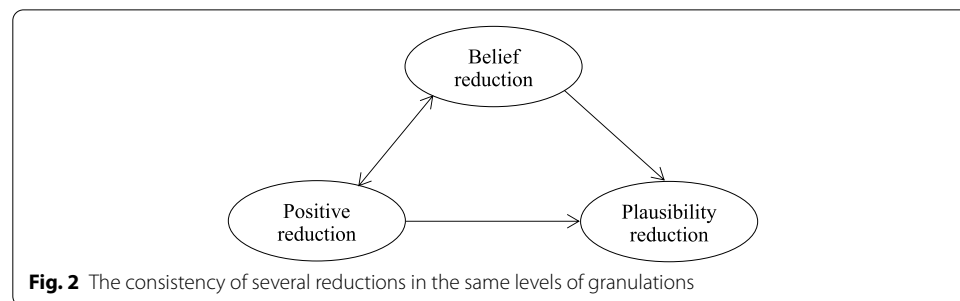 Belief
reduction
Positive
reduction
Plausibility
reduction
Fig. 2 The consistency of several reductions in the same levels of granulations